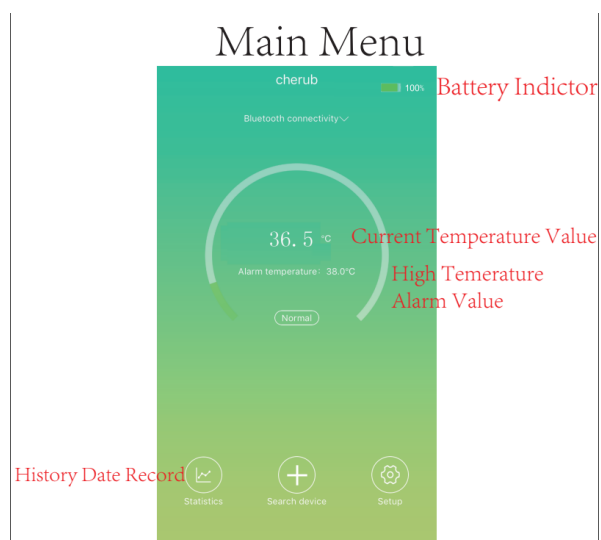 Main Menu
cherub
100%
Battery Indictor
Bluetooth connectivity
36.5 °C
Current Temperature Value
Alarm temperature: 38.0°C
High Temerature
Alarm Value
Normal
History Date Record
Statistics
Search device
Setup